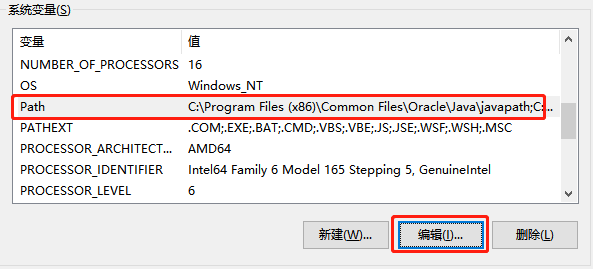 系统变量(S)
变量 值
NUMBER_OF_PROCESSORS 16
OS Windows_NT
Path C:\Program Files (x86)\Common Files\Oracle\Java\javapath;C:...
PATHEXT .COM;.EXE;.BAT;.CMD;.VBS;.VBE;.JS;.JSE;.WSF;.WSH;.MSC
PROCESSOR_ARCHITECT... AMD64
PROCESSOR_IDENTIFIER Intel64 Family 6 Model 165 Stepping 5, GenuineIntel
PROCESSOR_LEVEL 6
新建(W)... 编辑(I)... 删除(L)